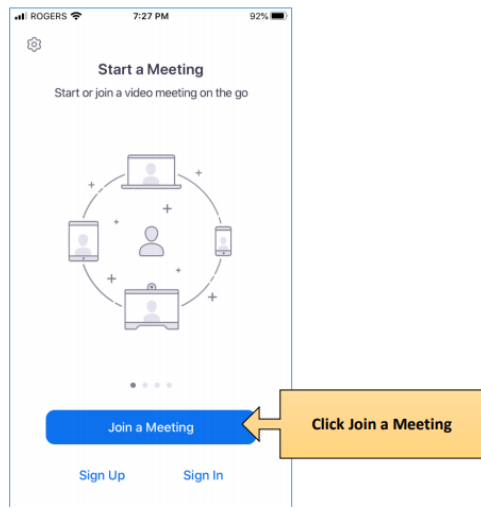 ROGERS 7:27 PM 92%
Start a Meeting
Start or join a video meeting on the go
Join a Meeting
Click Join a Meeting
Sign Up Sign In